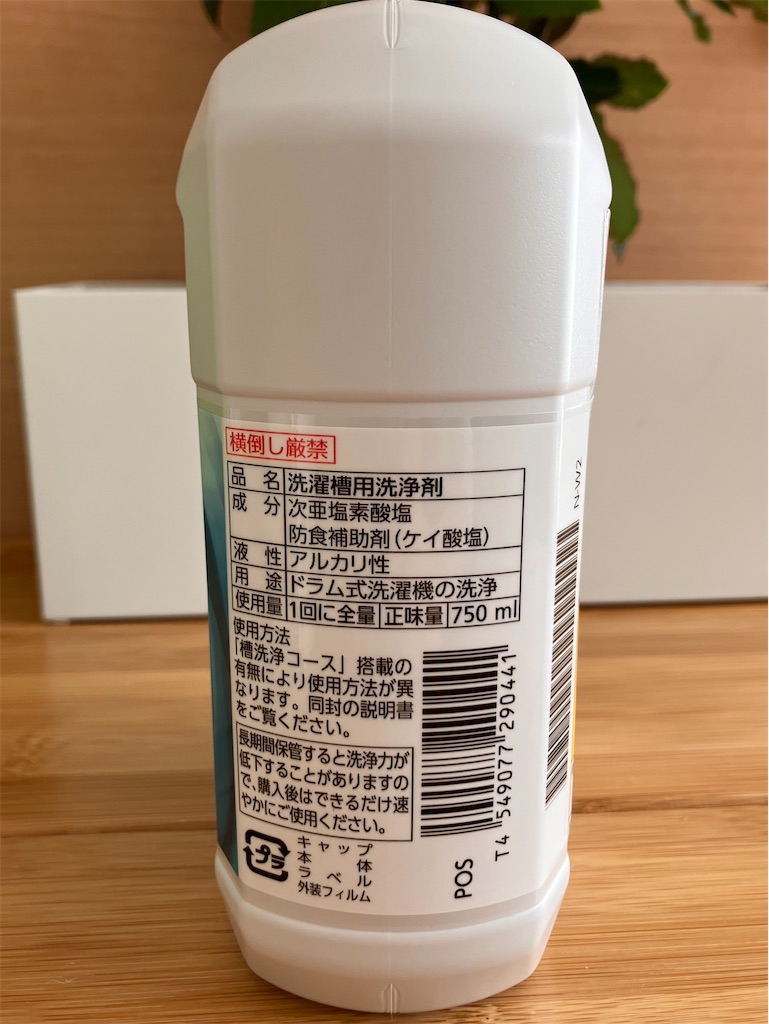 横倒し厳禁
品 名 洗濯槽用洗浄剤
成 分 次亜塩素酸塩
防食補助剤(ケイ酸塩)
液 性 アルカリ性
用 途 ドラム式洗濯機の洗浄
使用量 1回に全量 正味量 750 ml
使用方法
「槽洗浄コース」搭載の
有無により使用方法が異
なります。同封の説明書
をご覧ください。
長期間保管すると洗浄力が
低下することがありますの
で、購入後はできるだけ速
やかにご使用ください。
プラ
キャップ
本 体
ラ ベ ル
外装フィルム
POS
T4 549077 290441
N-W2